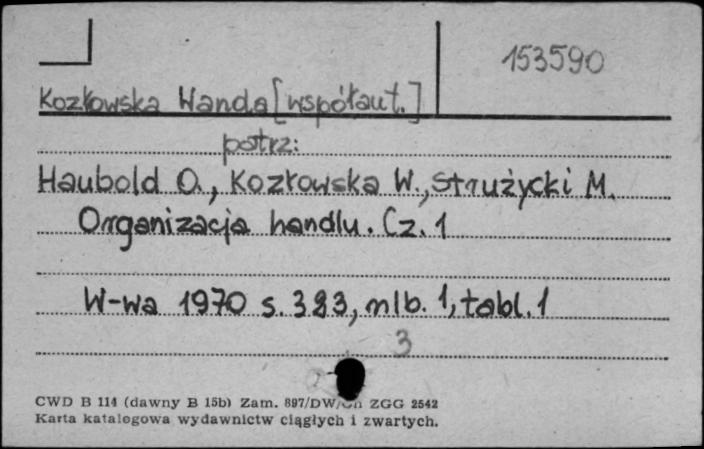 153590
Kozłowska Wanda [współaut.]
patrz:
Haubold O., Kozłowska W., Strużycki M.
Organizacja handlu. Cz. 1
W-wa 1970 s. 383, nlb. 1, tabl. 1
3
CWD B 114 (dawny B 15b) Zam. 897/DW/ ZGG 2542
Karta katalogowa wydawnictw ciągłych i zwartych.